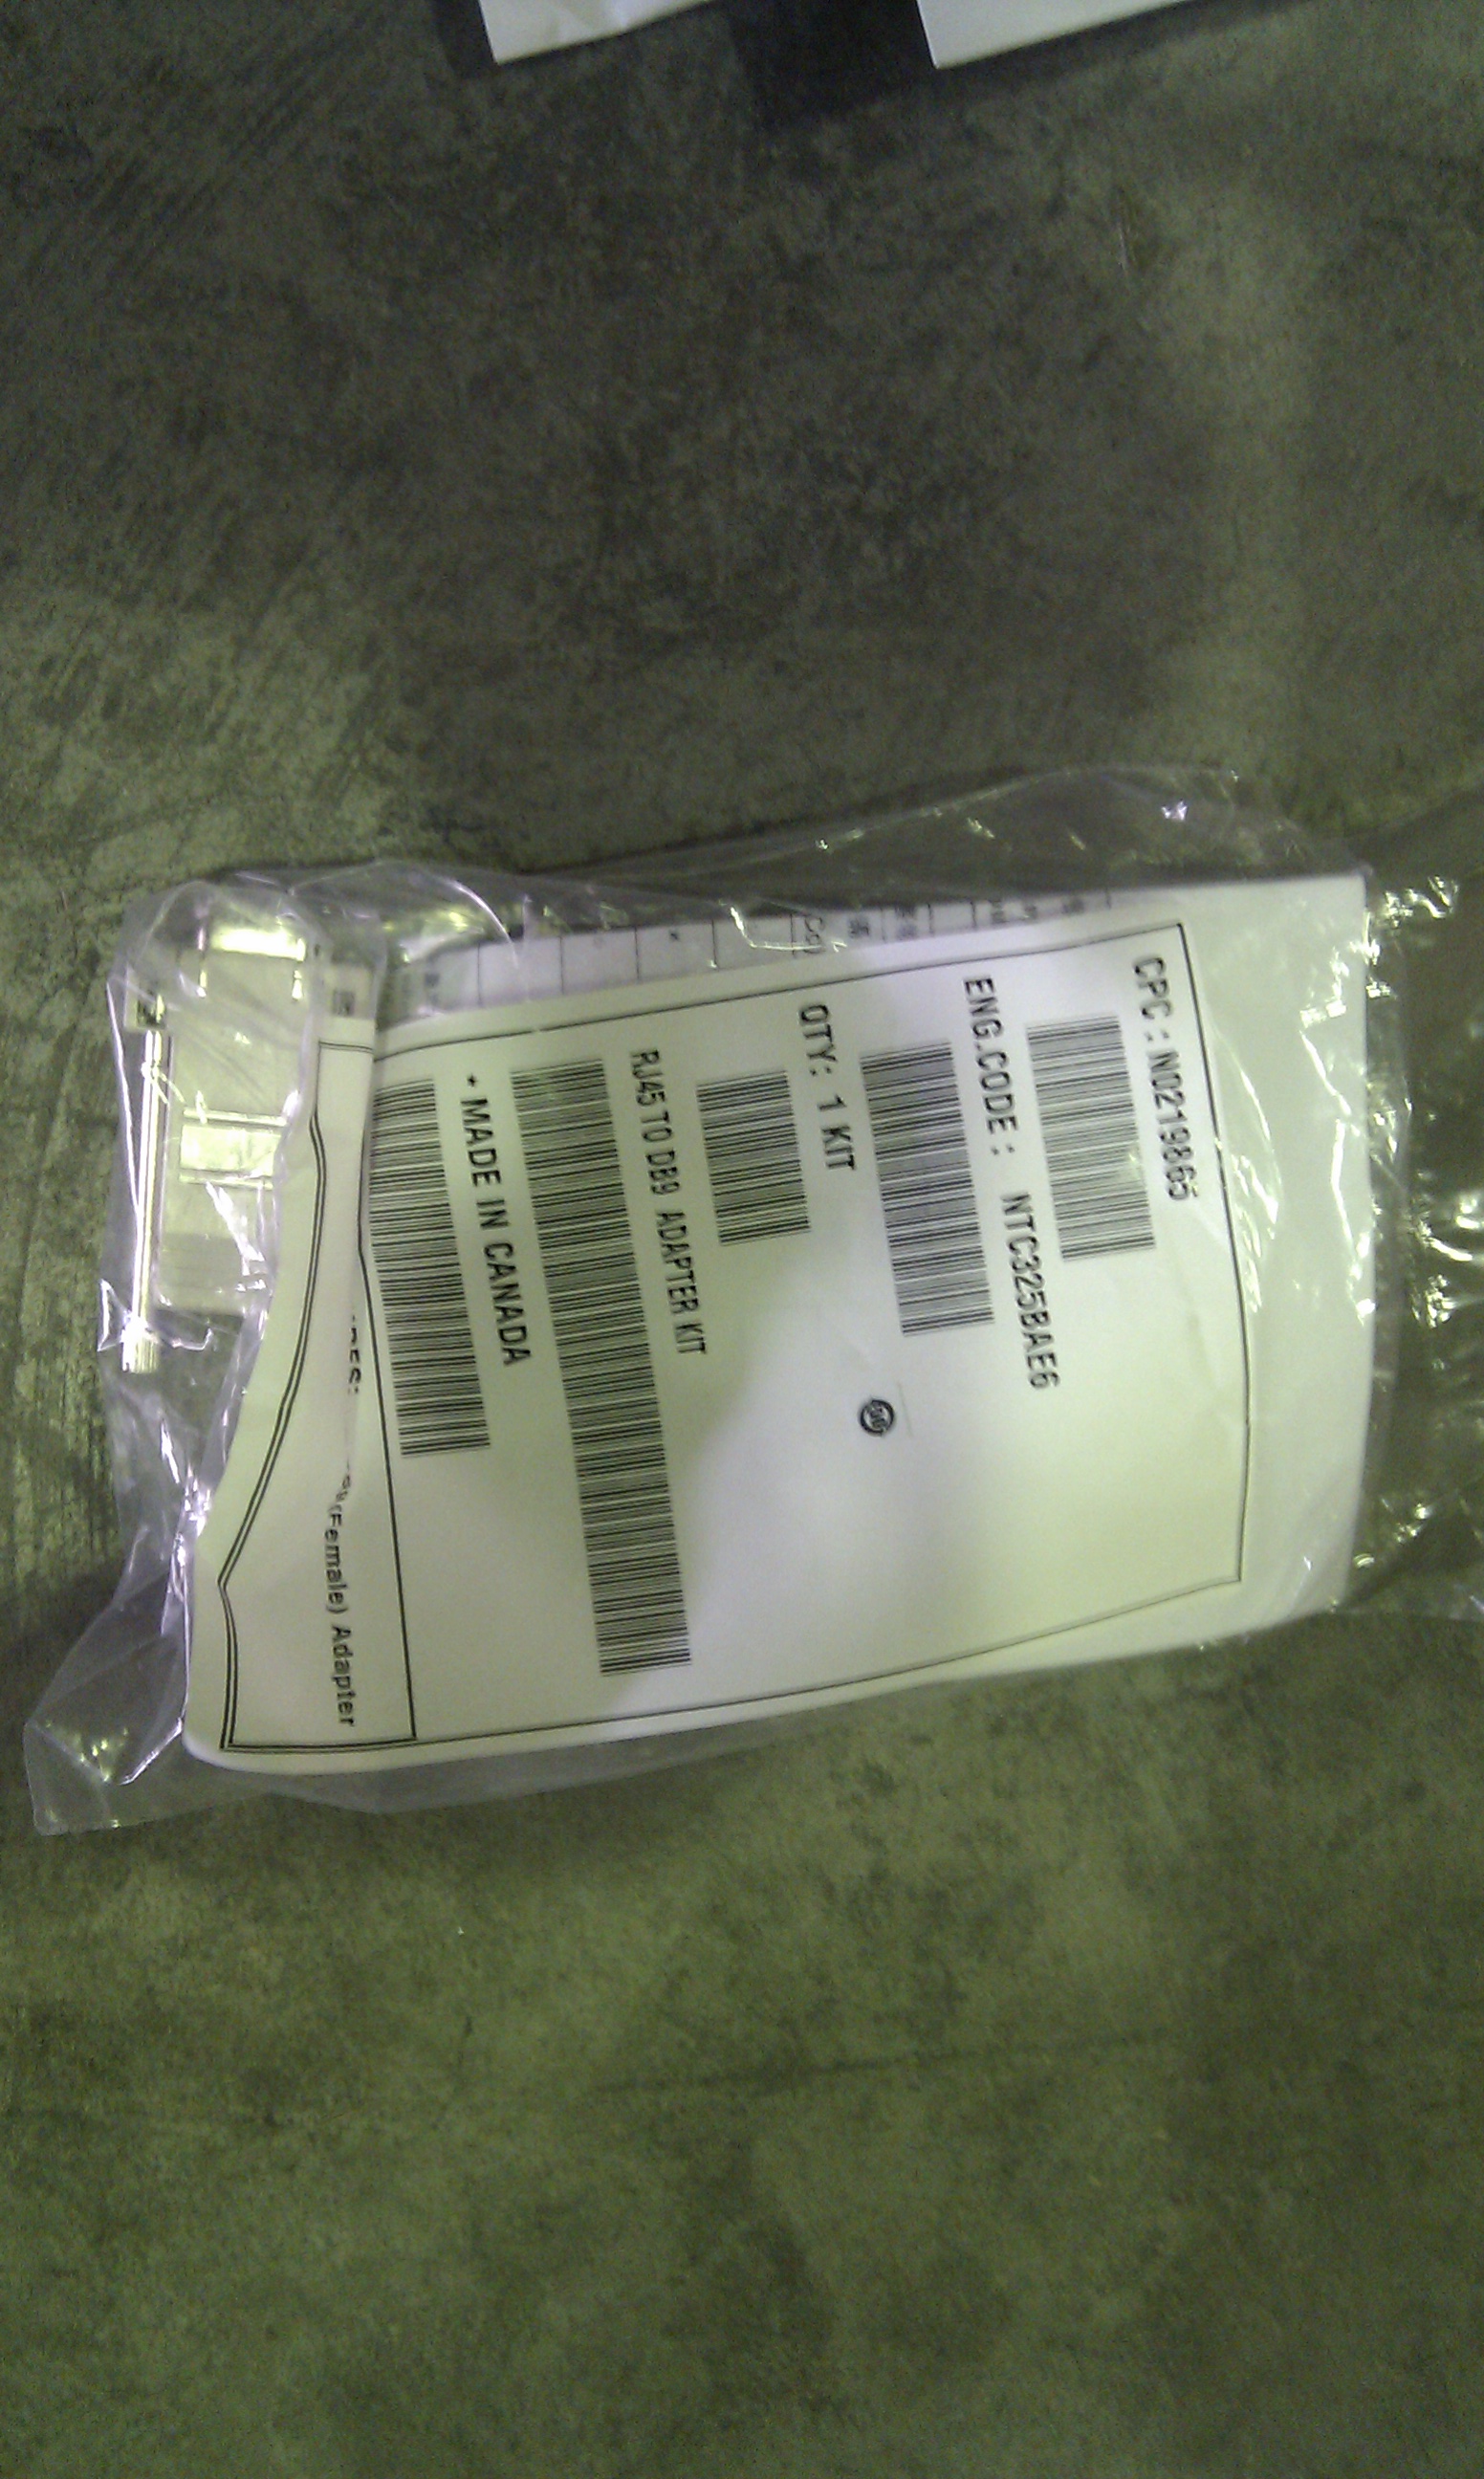 CPC : N0219865
ENG.CODE : NTC325BAE6
QTY: 1 KIT
RJ45 TO DB9 ADAPTER KIT
* MADE IN CANADA
(Female) Adapter